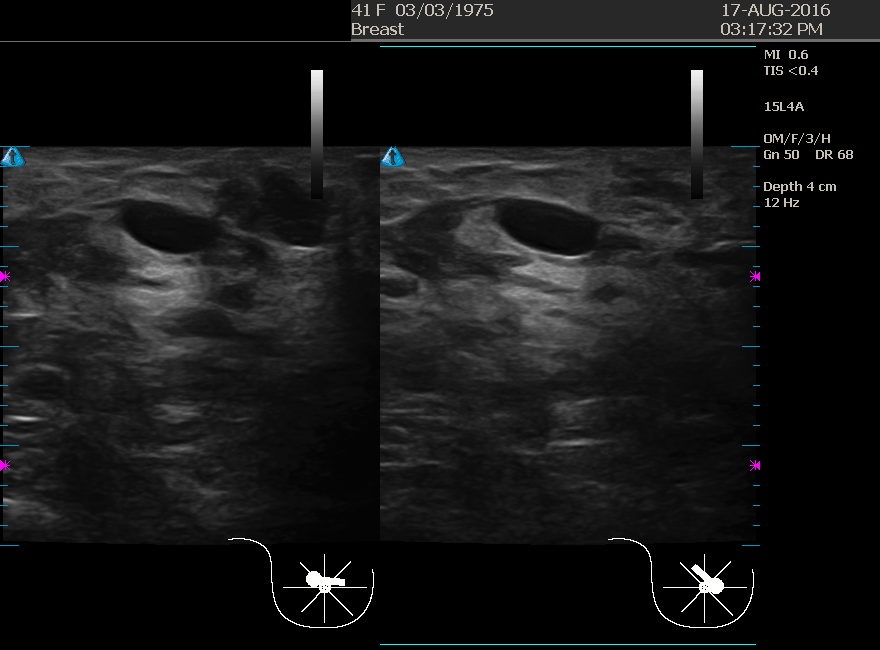 41 F 03/03/1975 17-AUG-2016
Breast 03:17:32 PM
MI 0.6
TIS <0.4
15L4A
OM/F/3/H
Gn 50 DR 68
Depth 4 cm
12 Hz